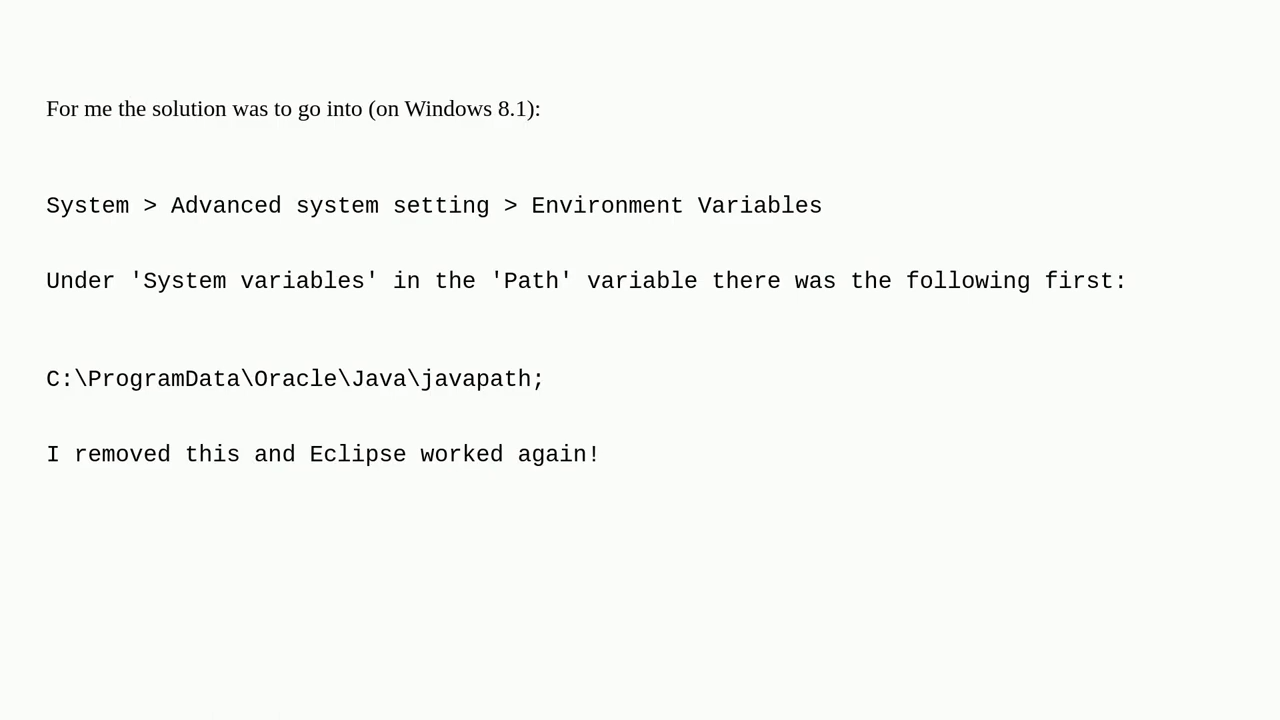 For me the solution was to go into (on Windows 8.1):
System > Advanced system setting > Environment Variables
Under 'System variables' in the 'Path' variable there was the following first:
C:\ProgramData\Oracle\Java\javapath;
I removed this and Eclipse worked again!